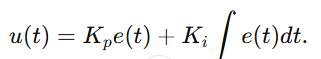 u(t) = K_p e(t) + K_i ∫ e(t)dt.